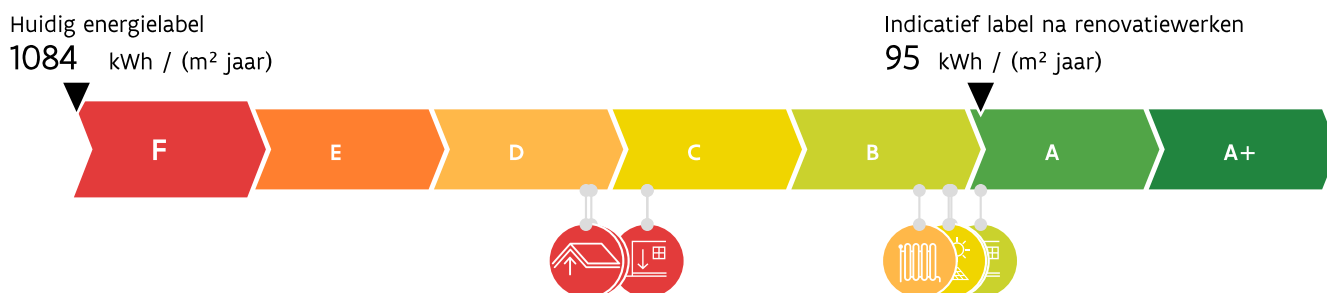 Huidig energielabel
1084 kWh / (m² jaar)
Indicatief label na renovatiewerken
95 kWh / (m² jaar)
F E D C B A A+